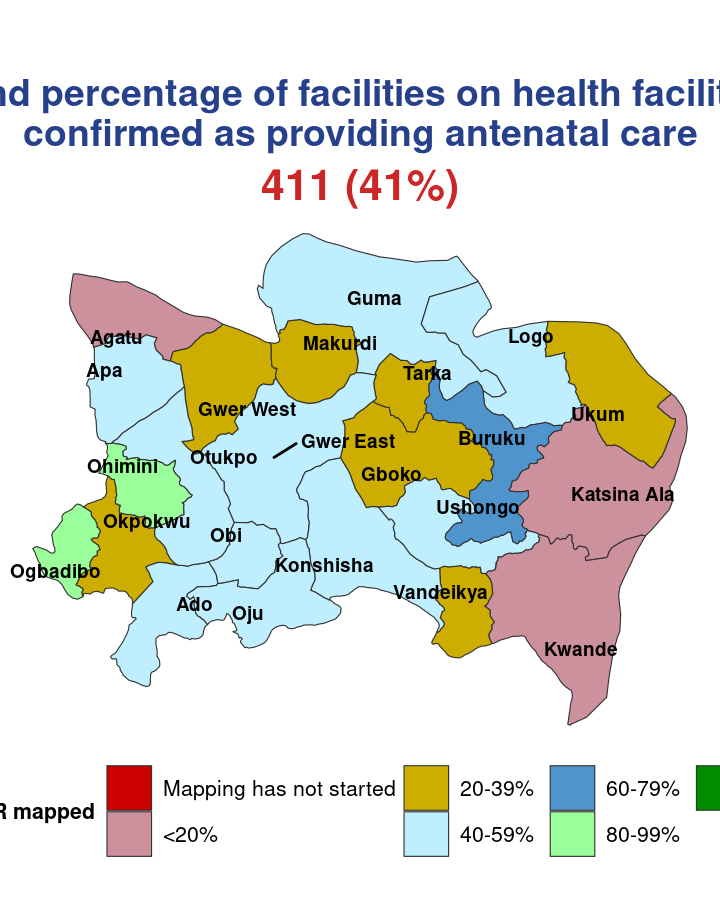 nd percentage of facilities on health facilit
confirmed as providing antenatal care
411 (41%)
Guma
Agatu
Makurdi
Logo
Apa
Tarka
Gwer West
Ukum
Gwer East
Buruku
Otukpo
Ohimini
Gboko
Katsina Ala
Ushongo
Okpokwu
Obi
Konshisha
Ogbadibo
Vandeikya
Ado
Oju
Kwande
R mapped
Mapping has not started
20-39%
60-79%
<20%
40-59%
80-99%